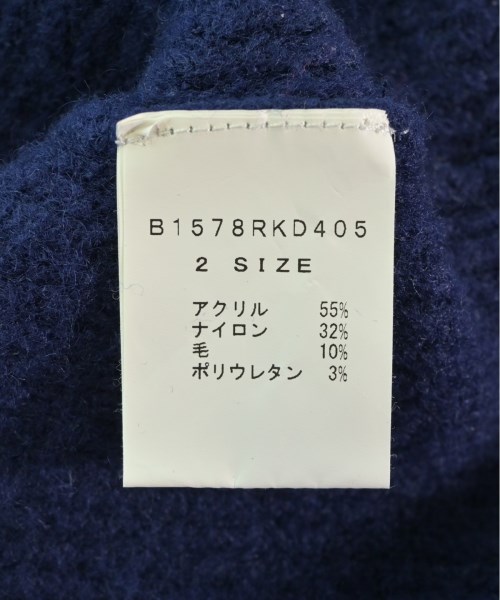 B1578RKD405
2 SIZE
アクリル 55%
ナイロン 32%
毛 10%
ポリウレタン 3%